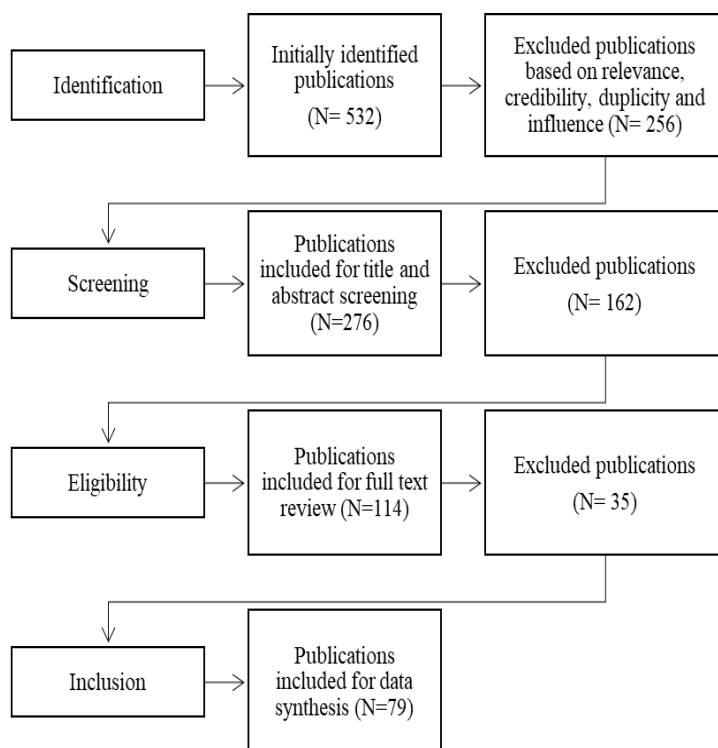 Identification
Initially identified
publications
(N= 532)
Excluded publications
based on relevance,
credibility, duplicity and
influence (N= 256)
Screening
Publications
included for title and
abstract screening
(N=276)
Excluded publications
(N= 162)
Eligibility
Publications
included for full text
review (N=114)
Excluded publications
(N= 35)
Inclusion
Publications
included for data
synthesis (N=79)